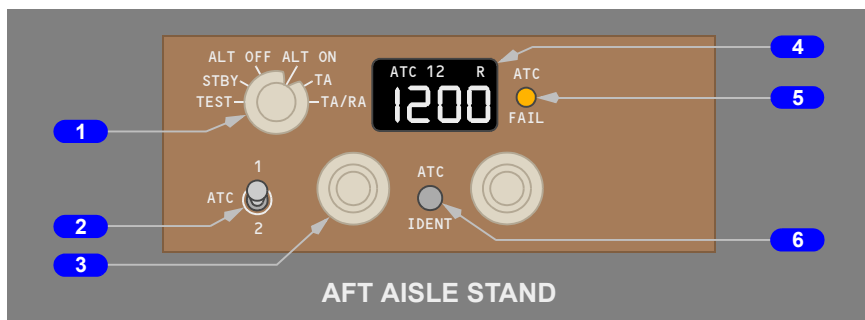 ALT OFF ALT ON
STBY TA
TEST TA/RA
ATC 12 R
1200
ATC
FAIL
4
5
1
1
ATC
2
2
3
ATC
IDENT
6
AFT AISLE STAND